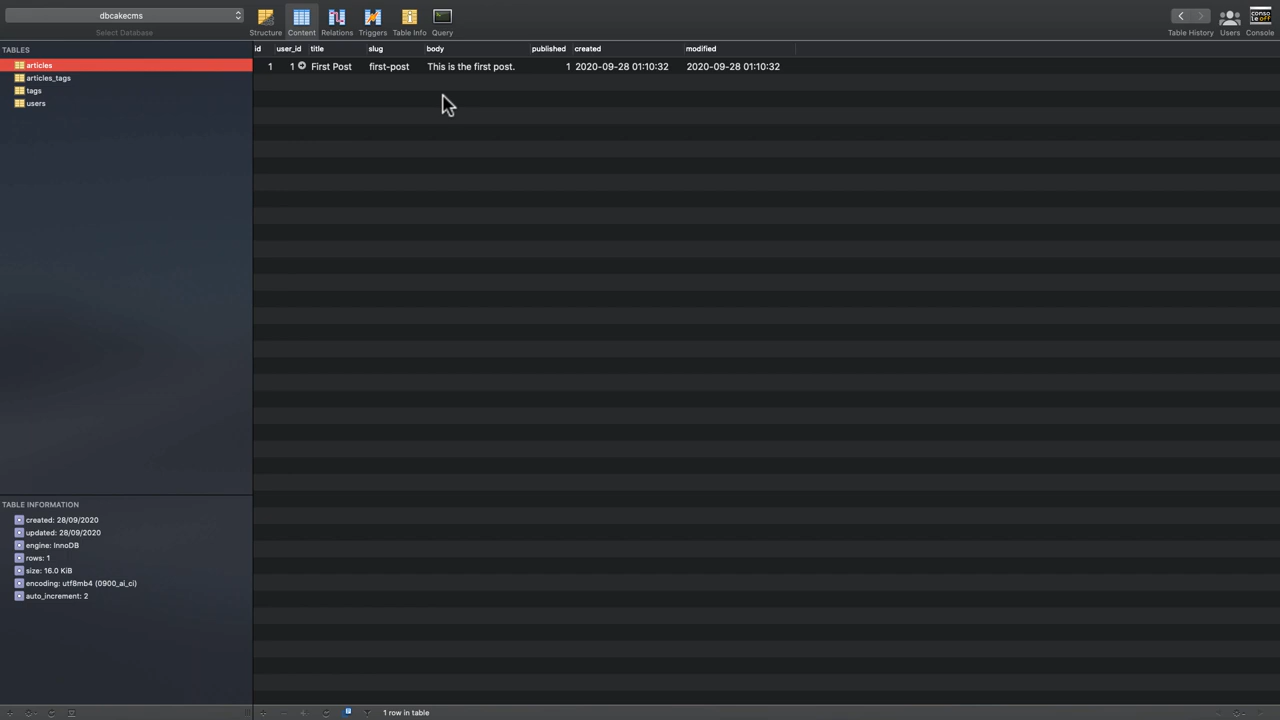 dbcakecms
Select Database
Structure Content Relations Triggers Table Info Query
Table History Users Console
console off
TABLES
articles
articles_tags
tags
users
id user_id title slug body published created modified
1 1 First Post first-post This is the first post. 1 2020-09-28 01:10:32 2020-09-28 01:10:32
TABLE INFORMATION
created: 28/09/2020
updated: 28/09/2020
engine: InnoDB
rows: 1
size: 16.0 KiB
encoding: utf8mb4 (0900_ai_ci)
auto_increment: 2
1 row in table